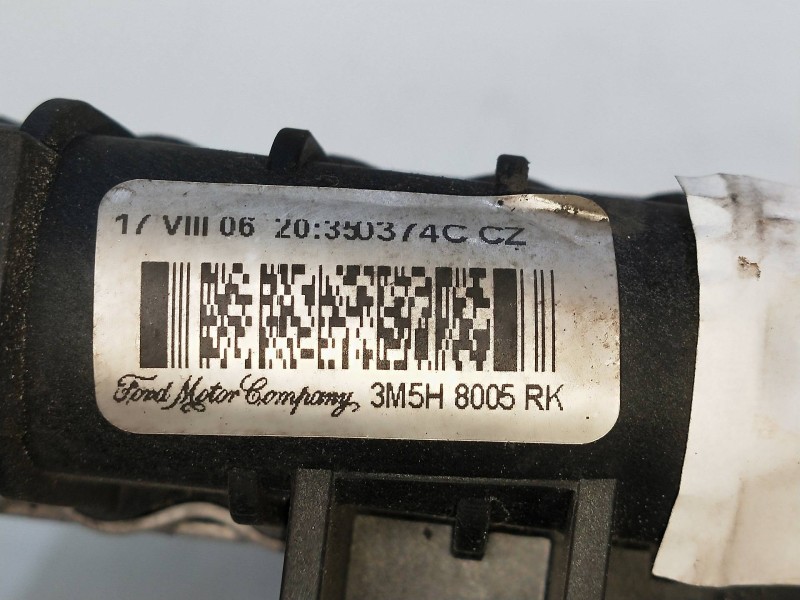 17 VIII 06 20:350374C CZ
Ford Motor Company 3M5H 8005 RK